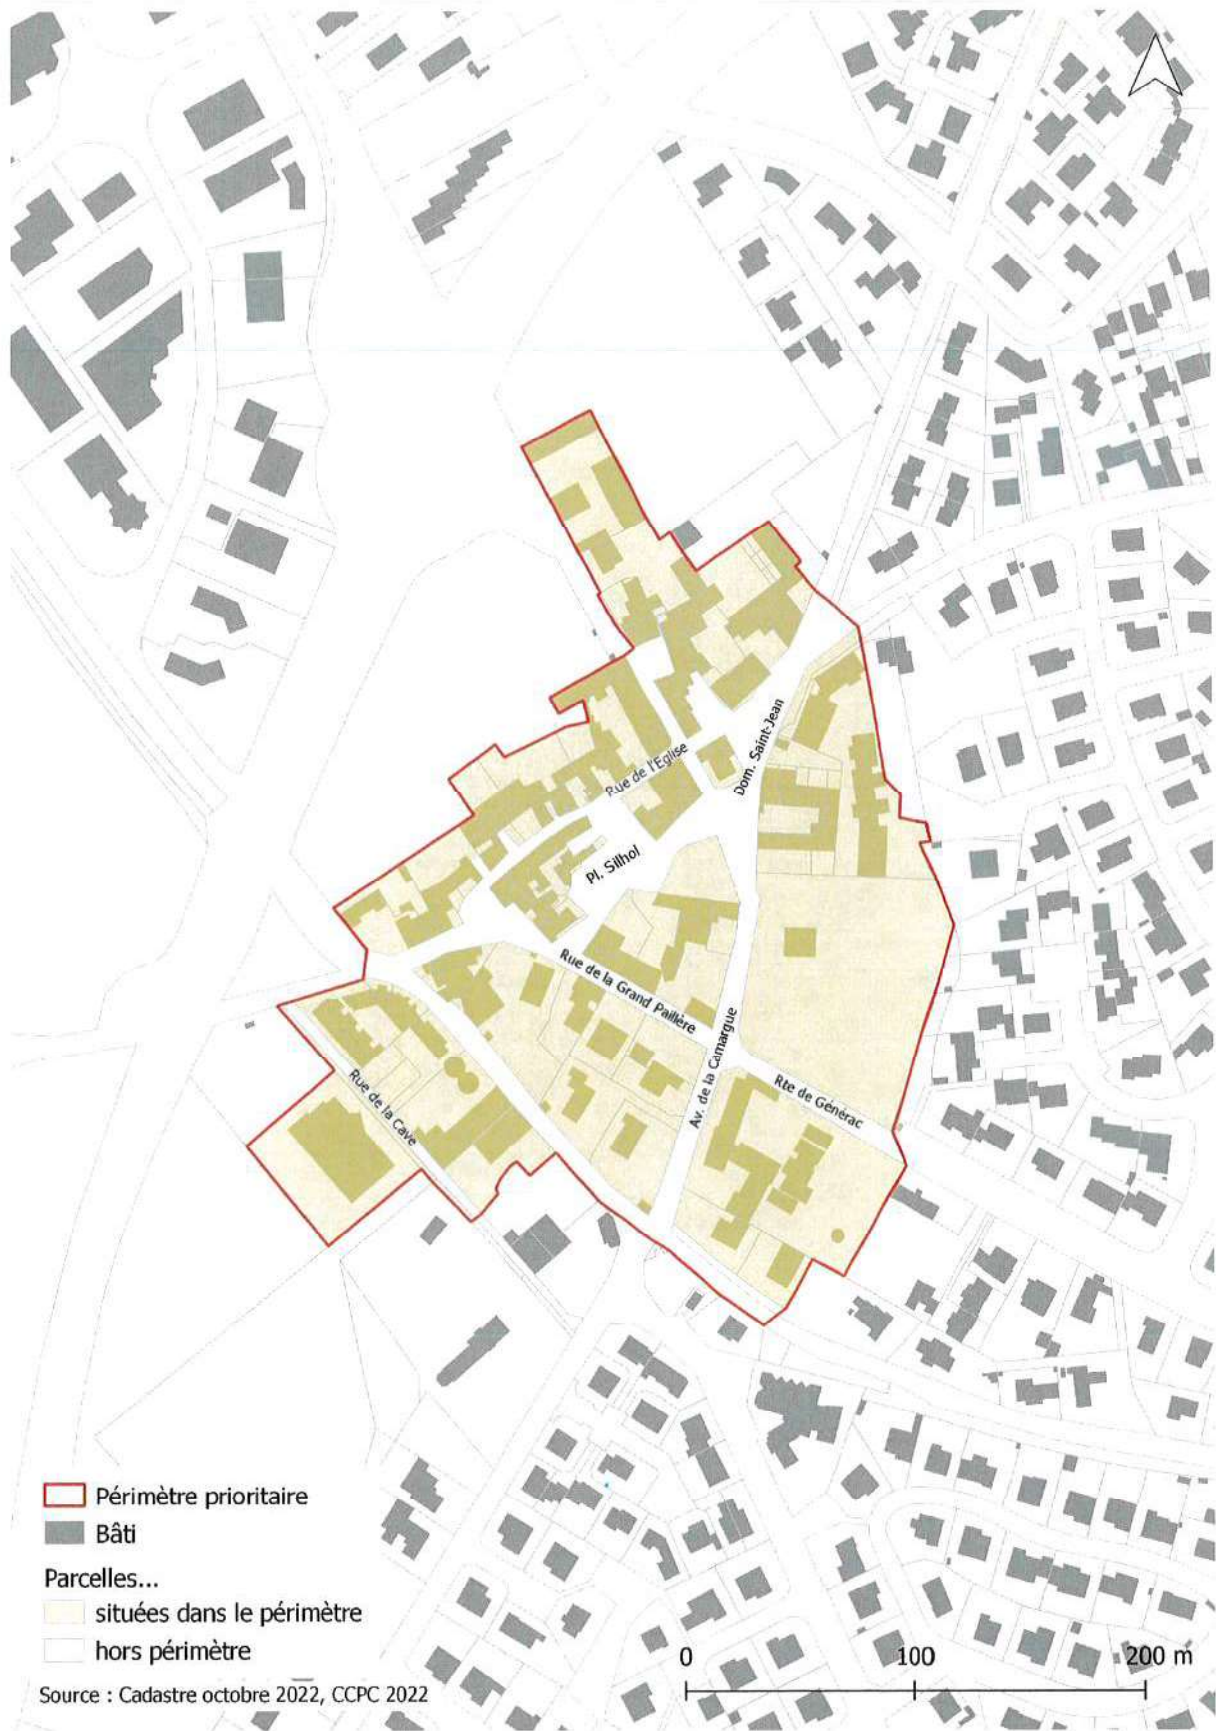 Rue de l'Eglise
Dom. Saint-Jean
Pl. Silhol
Rue de la Grand Paillère
Av. de la Camargue
Rte de Générac
Rue de la Cave
Périmètre prioritaire
Bâti
Parcelles...
situées dans le périmètre
hors périmètre
0 100 200 m
Source : Cadastre octobre 2022, CCPC 2022